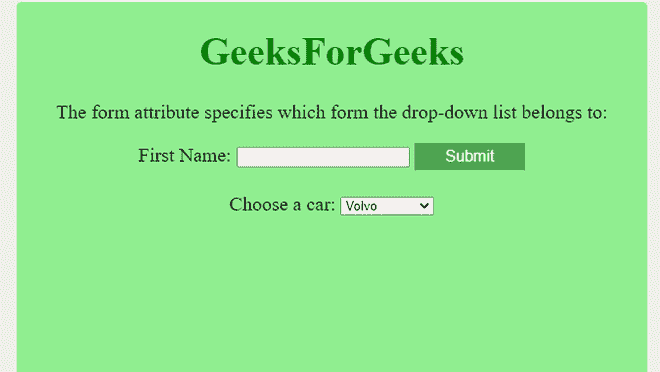 GeeksForGeeks
The form attribute specifies which form the drop-down list belongs to:
First Name: Submit
Choose a car: Volvo